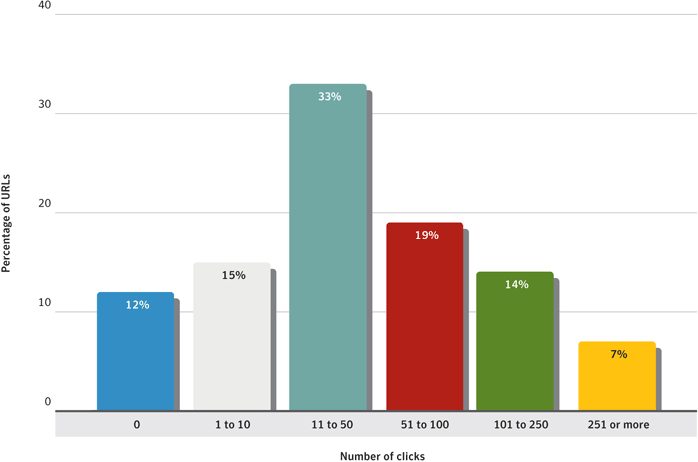 40
30
20
10
0
Percentage of URLs
12%
15%
33%
19%
14%
7%
0
1 to 10
11 to 50
51 to 100
101 to 250
251 or more
Number of clicks